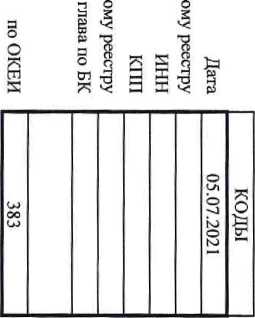 КОДЫ
Дата 05.07.2021
ому реестру
ИНН
КПП
ому реестру
глава по БК
по ОКЕИ 383